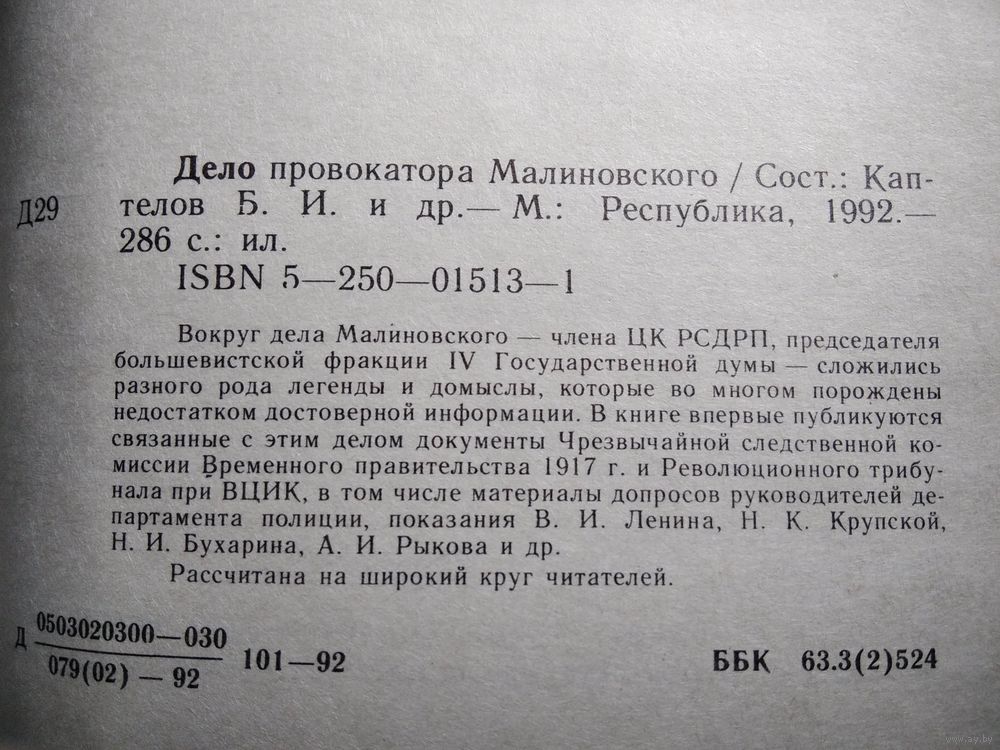 Дело провокатора Малиновского / Сост.: Кап-
Д29 телов Б. И. и др.— М.: Республика, 1992.—
286 с.: ил.
ISBN 5—250—01513—1
Вокруг дела Малиновского — члена ЦК РСДРП, председателя
большевистской фракции IV Государственной думы — сложились
разного рода легенды и домыслы, которые во многом порождены
недостатком достоверной информации. В книге впервые публикуются
связанные с этим делом документы Чрезвычайной следственной ко-
миссии Временного правительства 1917 г. и Революционного трибу-
нала при ВЦИК, в том числе материалы допросов руководителей де-
партамента полиции, показания В. И. Ленина, Н. К. Крупской,
Н. И. Бухарина, А. И. Рыкова и др.
Рассчитана на широкий круг читателей.
Д 0503020300—030
079(02) — 92
101—92
ББК 63.3(2)524
www.ay.by